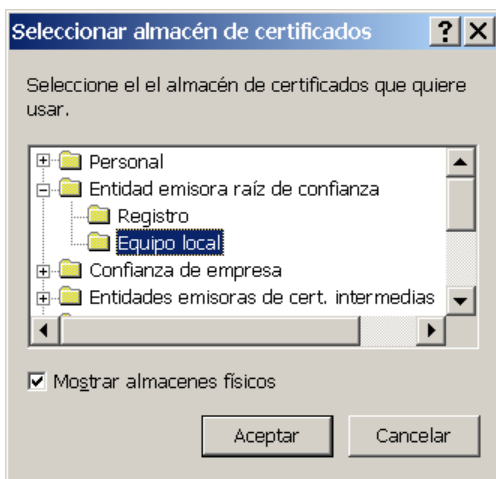 Seleccionar almacén de certificados
Seleccione el el almacén de certificados que quiere
usar.
Personal
Entidad emisora raíz de confianza
Registro
Equipo local
Confianza de empresa
Entidades emisoras de cert. intermedias
Mostrar almacenes físicos
Aceptar
Cancelar